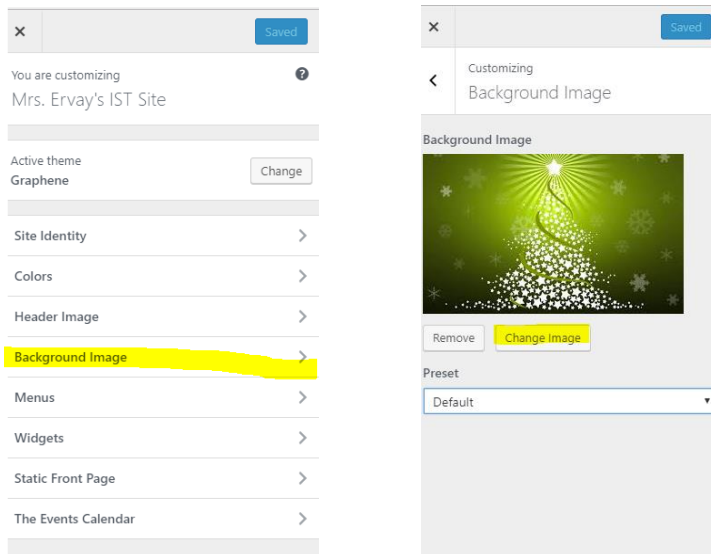 Saved
You are customizing
Mrs. Ervay's IST Site
Active theme
Graphene
Change
Site Identity
Colors
Header Image
Background Image
Menus
Widgets
Static Front Page
The Events Calendar
Saved
Customizing
Background Image
Background Image
Remove
Change Image
Preset
Default